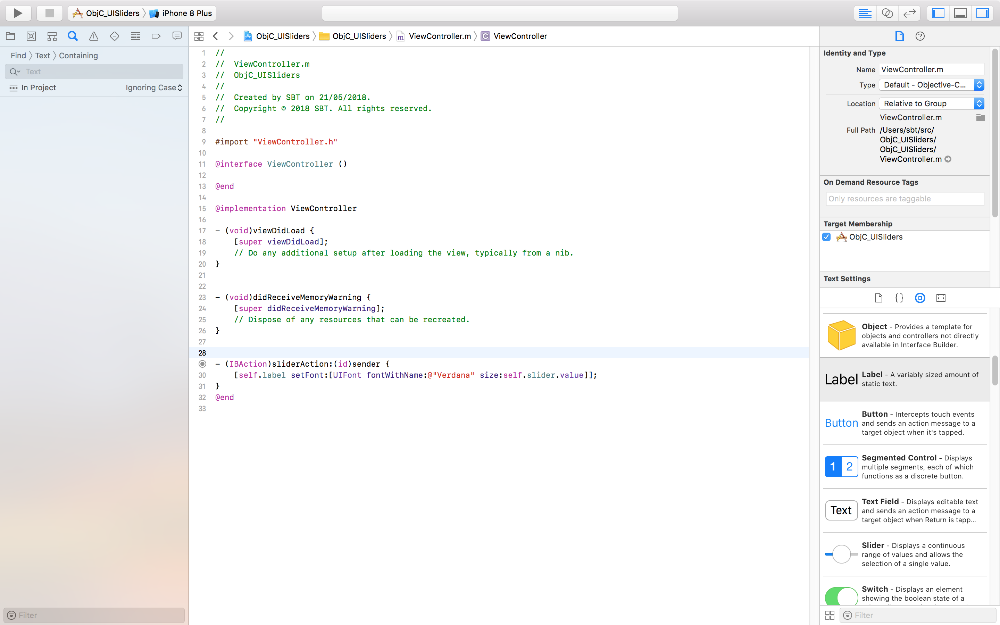 ObjC_UISliders 〉 iPhone 8 Plus
Find 〉 Text 〉 Containing
Text
In Project Ignoring Case
Filter
ObjC_UISliders 〉 ObjC_UISliders 〉 m ViewController.m 〉 C ViewController
1 //
2 //  ViewController.m
3 //  ObjC_UISliders
4 //
5 //  Created by SBT on 21/05/2018.
6 //  Copyright © 2018 SBT. All rights reserved.
7 //
8
9 #import "ViewController.h"
10
11 @interface ViewController ()
12
13 @end
14
15 @implementation ViewController
16
17 - (void)viewDidLoad {
18     [super viewDidLoad];
19     // Do any additional setup after loading the view, typically from a nib.
20 }
21
22
23 - (void)didReceiveMemoryWarning {
24     [super didReceiveMemoryWarning];
25     // Dispose of any resources that can be recreated.
26 }
27
28
- (IBAction)sliderAction:(id)sender {
30     [self.label setFont:[UIFont fontWithName:@"Verdana" size:self.slider.value]];
31 }
32 @end
33
?
Identity and Type
Name ViewController.m
Type Default - Objective-C...
Location Relative to Group
ViewController.m
Full Path /Users/sbt/src/
ObjC_UISliders/
ObjC_UISliders/
ViewController.m
On Demand Resource Tags
Only resources are taggable
Target Membership
ObjC_UISliders
Text Settings
{}
Object - Provides a template for
objects and controllers not directly
available in Interface Builder.
Label
Label - A variably sized amount of
static text.
Button
Button - Intercepts touch events
and sends an action message to a
target object when it's tapped.
1 2
Segmented Control - Displays
multiple segments, each of which
functions as a discrete button.
Text
Text Field - Displays editable text
and sends an action message to a
target object when Return is tapp...
Slider - Displays a continuous
range of values and allows the
selection of a single value.
Switch - Displays an element
showing the boolean state of a
Filter